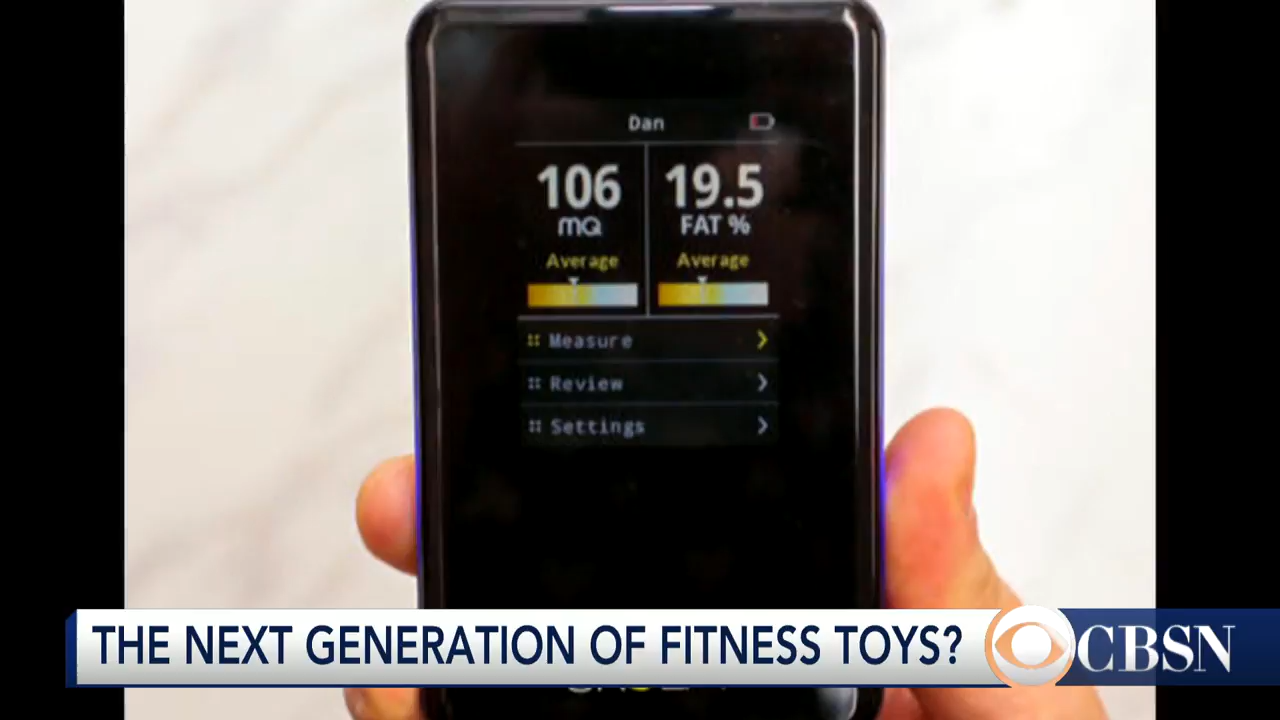 Dan
106
mQ
Average
19.5
FAT %
Average
Measure
Review
Settings
THE NEXT GENERATION OF FITNESS TOYS?
CBSN